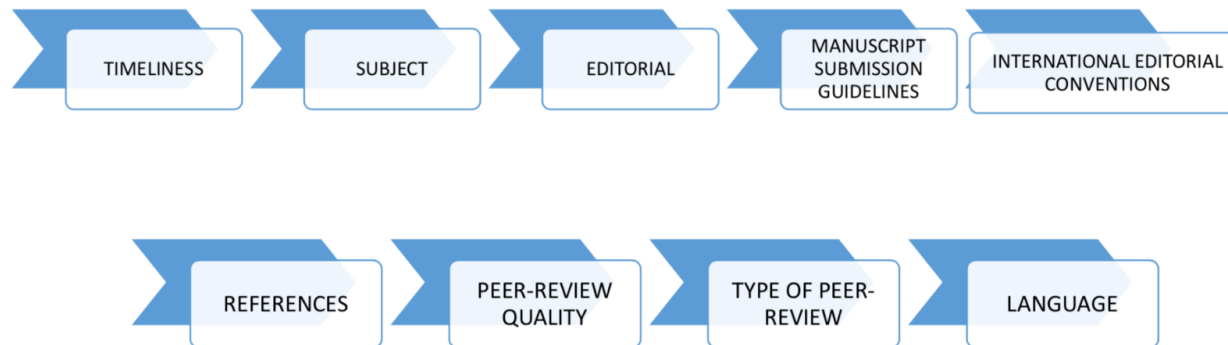 TIMELINESS
SUBJECT
EDITORIAL
MANUSCRIPT
SUBMISSION
GUIDELINES
INTERNATIONAL EDITORIAL
CONVENTIONS
REFERENCES
PEER-REVIEW
QUALITY
TYPE OF PEER-
REVIEW
LANGUAGE